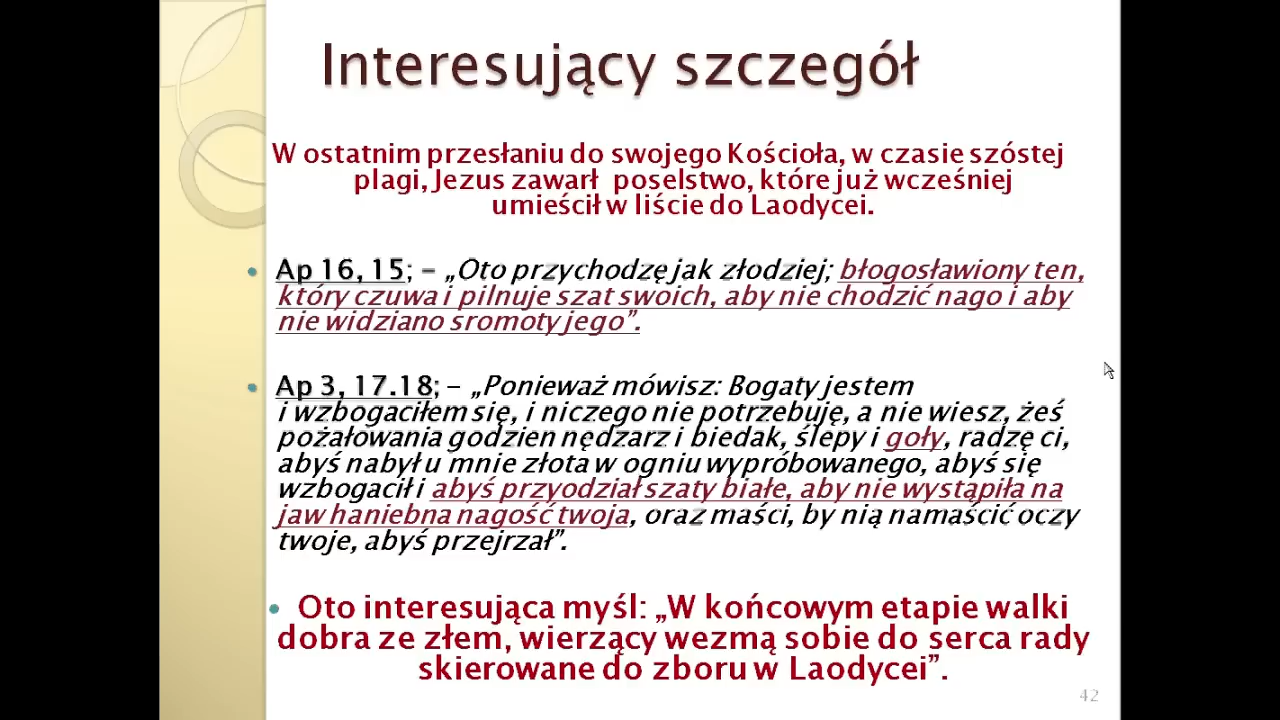 Interesujący szczegół
W ostatnim przesłaniu do swojego Kościoła, w czasie szóstej
plagi, Jezus zawarł poselstwo, które już wcześniej
umieścił w liście do Laodycei.
• Ap 16, 15; – „Oto przychodzę jak złodziej; błogosławiony ten,
który czuwa i pilnuje szat swoich, aby nie chodzić nago i aby
nie widziano sromoty jego”.
• Ap 3, 17.18; – „Ponieważ mówisz: Bogaty jestem
i wzbogaciłem się, i niczego nie potrzebuję, a nie wiesz, żeś
pożałowania godzien nędzarz i biedak, ślepy i goły, radzę ci,
abyś nabył u mnie złota w ogniu wypróbowanego, abyś się
wzbogacił i abyś przyodział szaty białe, aby nie wystąpiła na
jaw haniebna nagość twoja, oraz maści, by nią namaścić oczy
twoje, abyś przejrzał”.
• Oto interesująca myśl: „W końcowym etapie walki
dobra ze złem, wierzący wezmą sobie do serca rady
skierowane do zboru w Laodycei”.
42